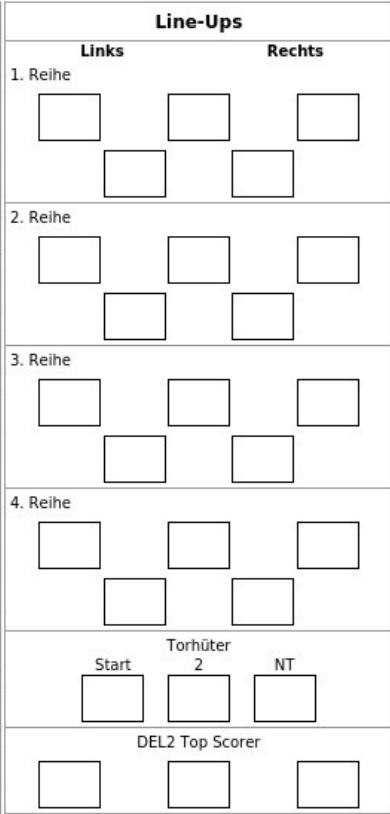 Line-Ups
Links Rechts
1. Reihe
2. Reihe
3. Reihe
4. Reihe
Torhüter
Start 2 NT
DEL2 Top Scorer